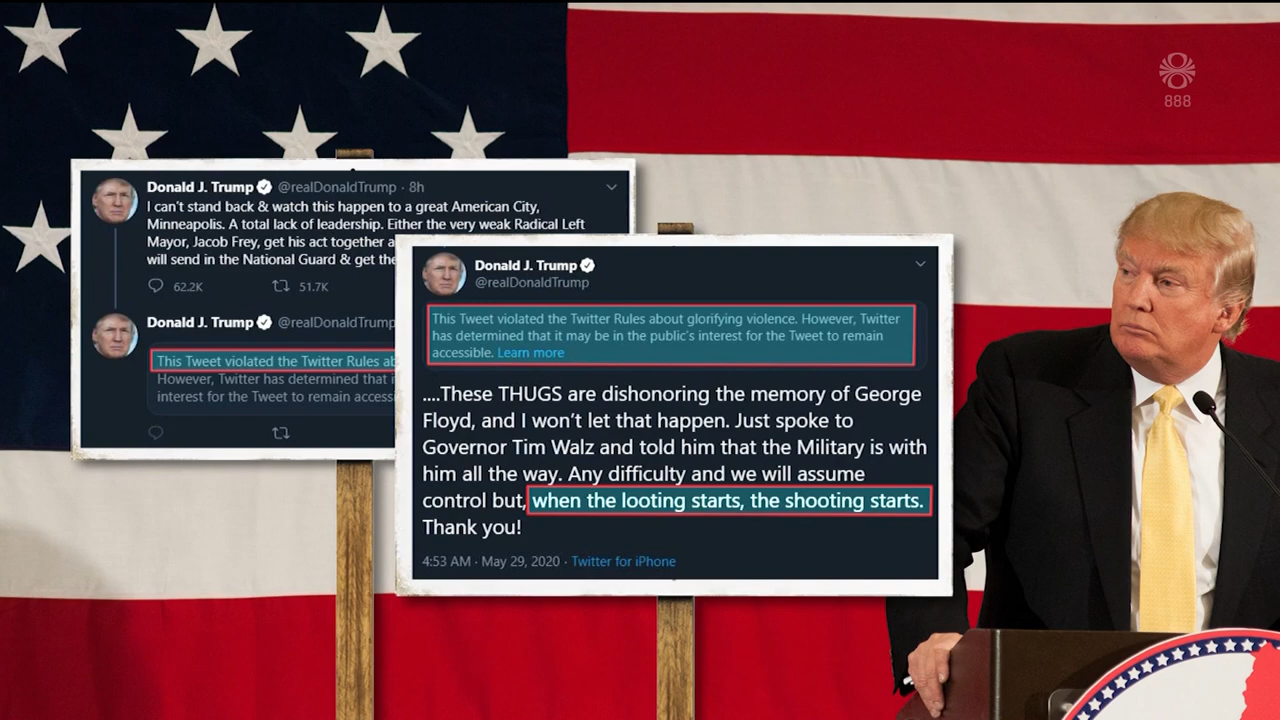 888
Donald J. Trump @realDonaldTrump · 8h
I can't stand back & watch this happen to a great American City,
Minneapolis. A total lack of leadership. Either the very weak Radical Left
Mayor, Jacob Frey, get his act together
will send in the National Guard & get the
62.2K 51.7K
Donald J. Trump @realDonaldTrump
This Tweet violated the Twitter Rules
However, Twitter has determined that
interest for the Tweet to remain
Donald J. Trump
@realDonaldTrump
This Tweet violated the Twitter Rules about glorifying violence. However, Twitter
has determined that it may be in the public's interest for the Tweet to remain
accessible. Learn more
....These THUGS are dishonoring the memory of George
Floyd, and I won't let that happen. Just spoke to
Governor Tim Walz and told him that the Military is with
him all the way. Any difficulty and we will assume
control but, when the looting starts, the shooting starts.
Thank you!
4:53 AM · May 29, 2020 · Twitter for iPhone